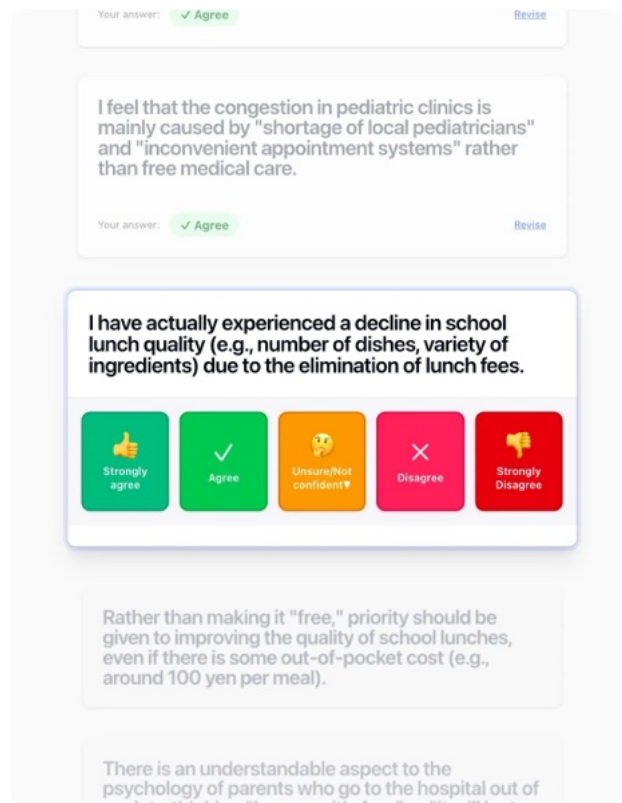 Your answer: ✓ Agree Revise
I feel that the congestion in pediatric clinics is
mainly caused by "shortage of local pediatricians"
and "inconvenient appointment systems" rather
than free medical care.
Your answer: ✓ Agree Revise
I have actually experienced a decline in school
lunch quality (e.g., number of dishes, variety of
ingredients) due to the elimination of lunch fees.
Strongly
agree
Agree
Unsure/Not
confident▼
Disagree
Strongly
Disagree
Rather than making it "free," priority should be
given to improving the quality of school lunches,
even if there is some out-of-pocket cost (e.g.,
around 100 yen per meal).
There is an understandable aspect to the
psychology of parents who go to the hospital out of